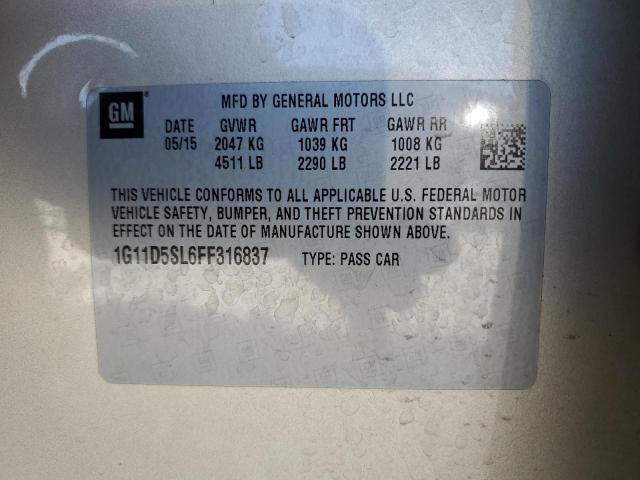 GM
MFD BY GENERAL MOTORS LLC
DATE GVWR GAWR FRT GAWR RR
05/15 2047 KG 1039 KG 1008 KG
4511 LB 2290 LB 2221 LB
THIS VEHICLE CONFORMS TO ALL APPLICABLE U.S. FEDERAL MOTOR
VEHICLE SAFETY, BUMPER, AND THEFT PREVENTION STANDARDS IN
EFFECT ON THE DATE OF MANUFACTURE SHOWN ABOVE.
1G11D5SL6FF316837 TYPE: PASS CAR